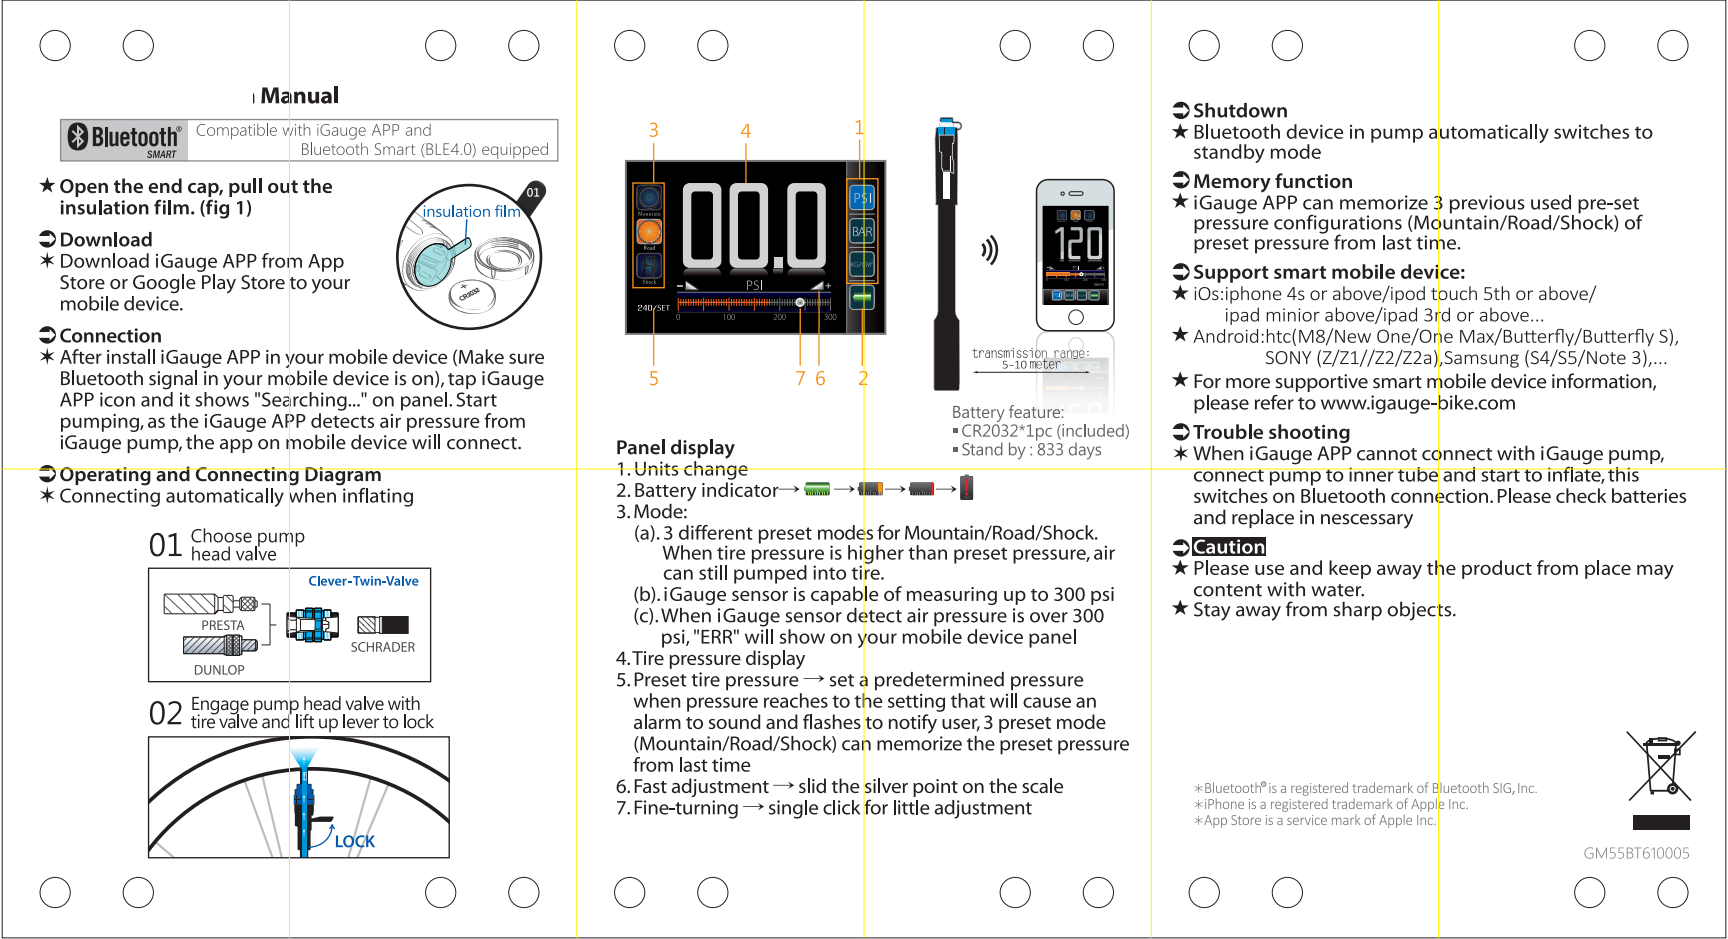 Manual
Bluetooth®
SMART
Compatible with iGauge APP and
Bluetooth Smart (BLE4.0) equipped
★ Open the end cap, pull out the
insulation film. (fig 1)
01
insulation film
CR2032
➲ Download
✶ Download iGauge APP from App
Store or Google Play Store to your
mobile device.
➲ Connection
✶ After install iGauge APP in your mobile device (Make sure
Bluetooth signal in your mobile device is on), tap iGauge
APP icon and it shows "Searching..." on panel. Start
pumping, as the iGauge APP detects air pressure from
iGauge pump, the app on mobile device will connect.
➲ Operating and Connecting Diagram
✶ Connecting automatically when inflating
01 Choose pump
head valve
Clever-Twin-Valve
PRESTA
SCHRADER
DUNLOP
02 Engage pump head valve with
tire valve and lift up lever to lock
LOCK
3 4 1
Mountain
Road
Shock
00.0
PSI
BAR
KG/CM²
− PSI +
240/SET
0 100 200 300
5 7 6 2
120
transmission range:
5-10 meter
Battery feature:
▪ CR2032*1pc (included)
▪ Stand by : 833 days
Panel display
1. Units change
2. Battery indicator→ → → →
3. Mode:
(a). 3 different preset modes for Mountain/Road/Shock.
When tire pressure is higher than preset pressure, air
can still pumped into tire.
(b). iGauge sensor is capable of measuring up to 300 psi
(c). When iGauge sensor detect air pressure is over 300
psi, "ERR" will show on your mobile device panel
4. Tire pressure display
5. Preset tire pressure → set a predetermined pressure
when pressure reaches to the setting that will cause an
alarm to sound and flashes to notify user, 3 preset mode
(Mountain/Road/Shock) can memorize the preset pressure
from last time
6. Fast adjustment → slid the silver point on the scale
7. Fine-turning → single click for little adjustment
➲ Shutdown
★ Bluetooth device in pump automatically switches to
standby mode
➲ Memory function
★ iGauge APP can memorize 3 previous used pre-set
pressure configurations (Mountain/Road/Shock) of
preset pressure from last time.
➲ Support smart mobile device:
★ iOs:iphone 4s or above/ipod touch 5th or above/
ipad minior above/ipad 3rd or above...
★ Android:htc(M8/New One/One Max/Butterfly/Butterfly S),
SONY (Z/Z1//Z2/Z2a),Samsung (S4/S5/Note 3),...
★ For more supportive smart mobile device information,
please refer to www.igauge-bike.com
➲ Trouble shooting
✶ When iGauge APP cannot connect with iGauge pump,
connect pump to inner tube and start to inflate, this
switches on Bluetooth connection. Please check batteries
and replace in nescessary
➲ Caution
★ Please use and keep away the product from place may
content with water.
★ Stay away from sharp objects.
＊Bluetooth® is a registered trademark of Bluetooth SIG, Inc.
＊iPhone is a registered trademark of Apple Inc.
＊App Store is a service mark of Apple Inc.
GM55BT610005